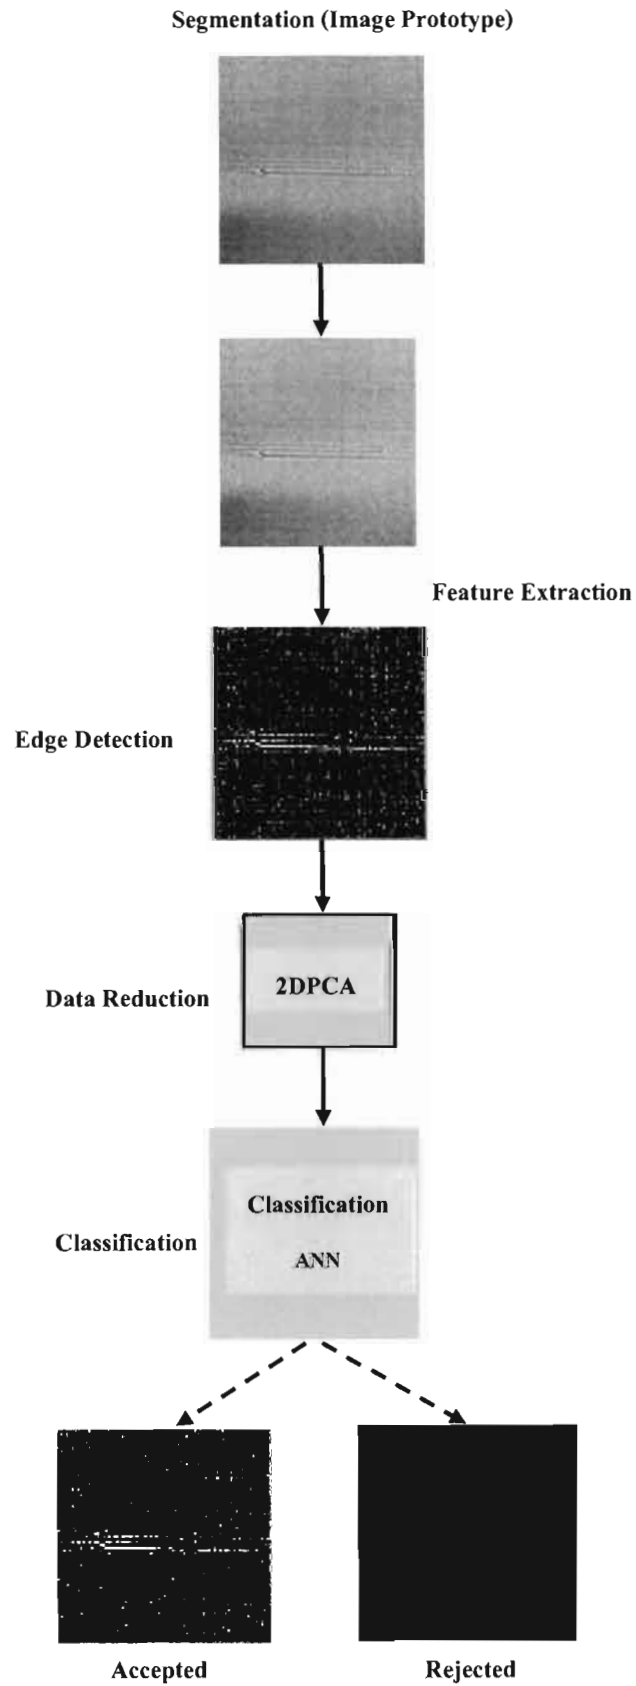 Segmentation (Image Prototype)
Feature Extraction
Edge Detection
2DPCA
Data Reduction
Classification
Classification
ANN
Accepted
Rejected